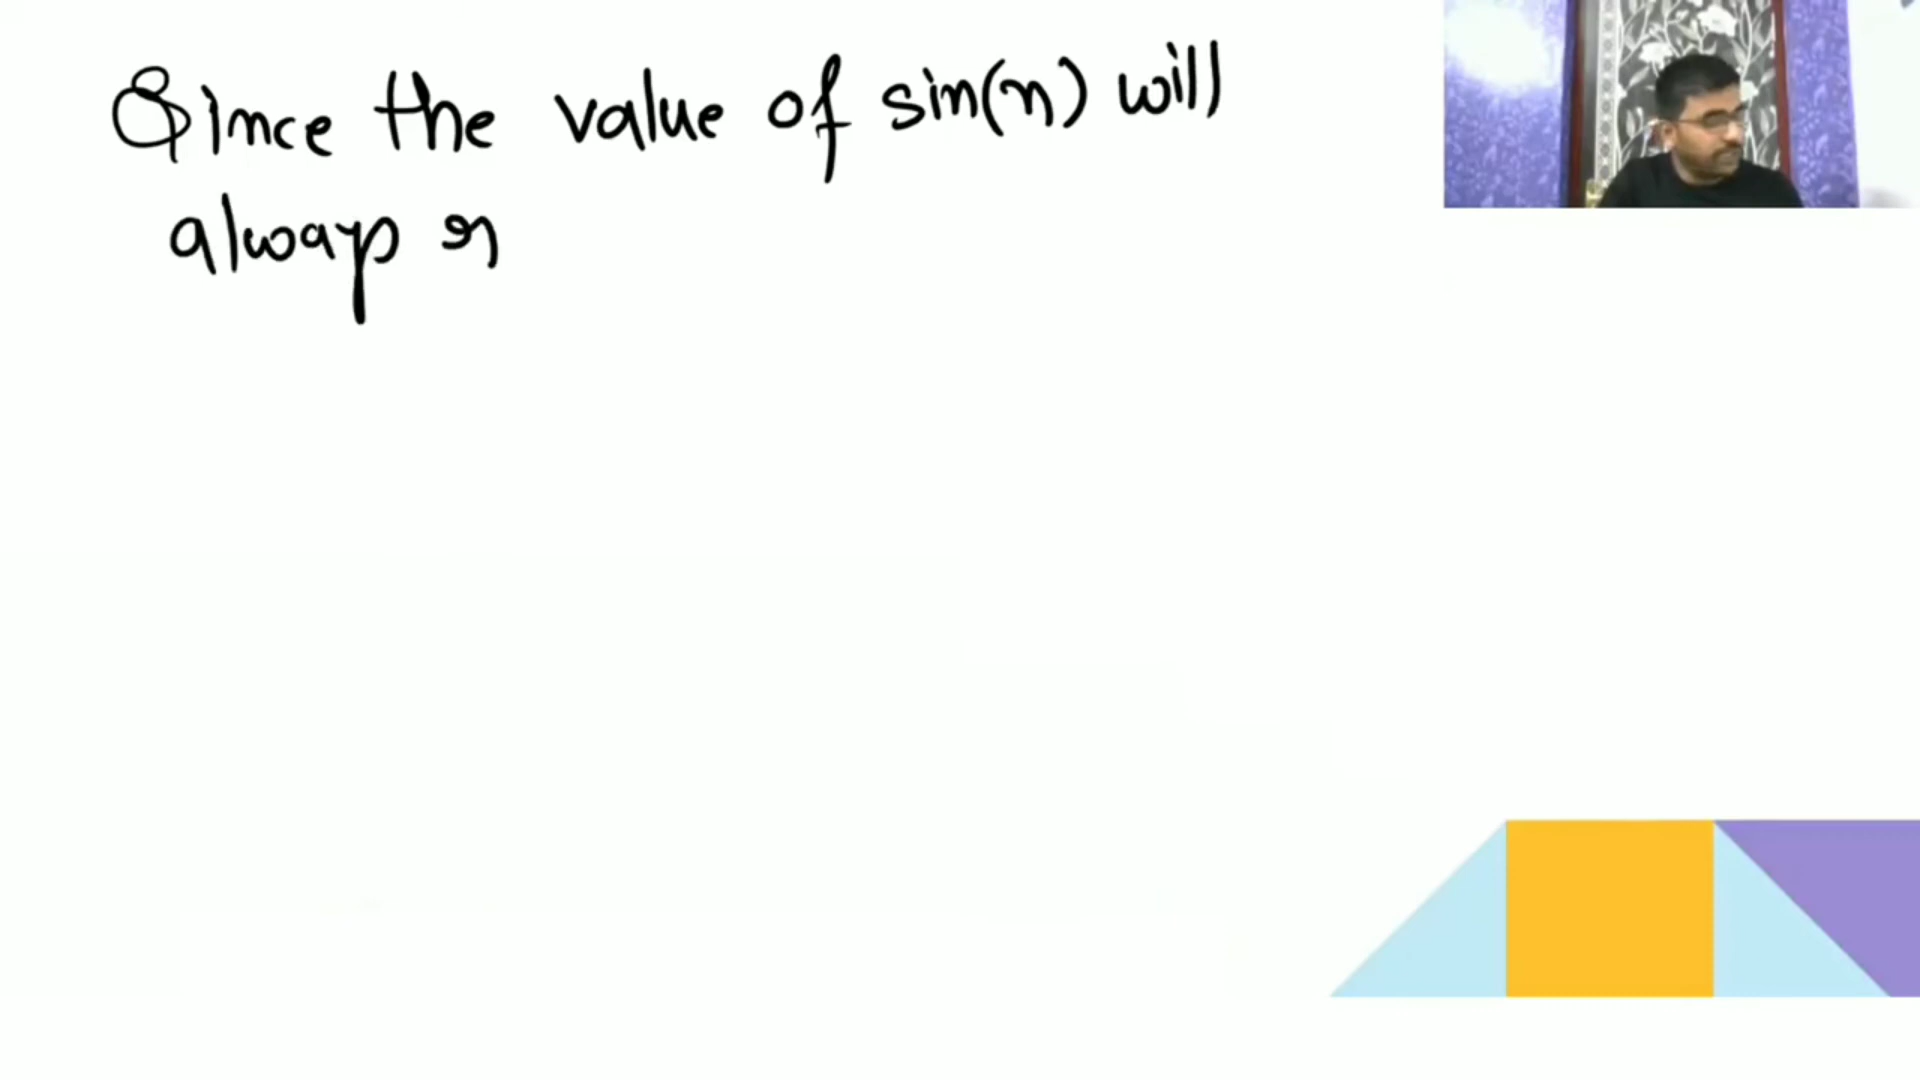 Since the value of sin(n) will
always